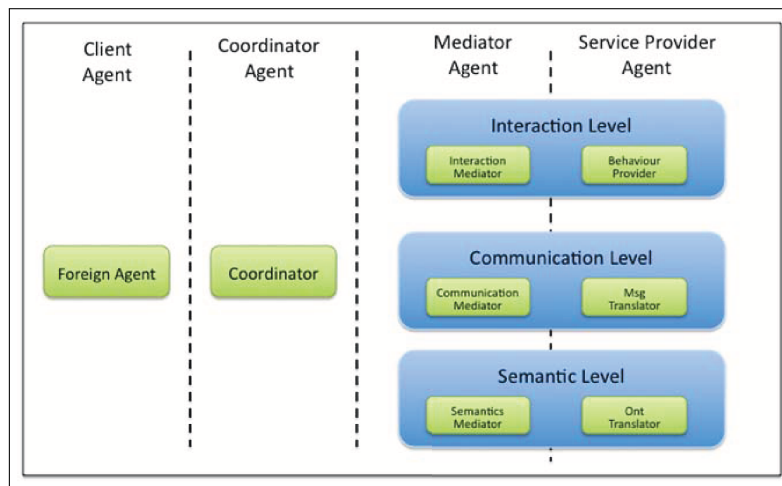 Client
Agent
Coordinator
Agent
Mediator
Agent
Service Provider
Agent
Interaction Level
Interaction
Mediator
Behaviour
Provider
Foreign Agent
Coordinator
Communication Level
Communication
Mediator
Msg
Translator
Semantic Level
Semantics
Mediator
Ont
Translator